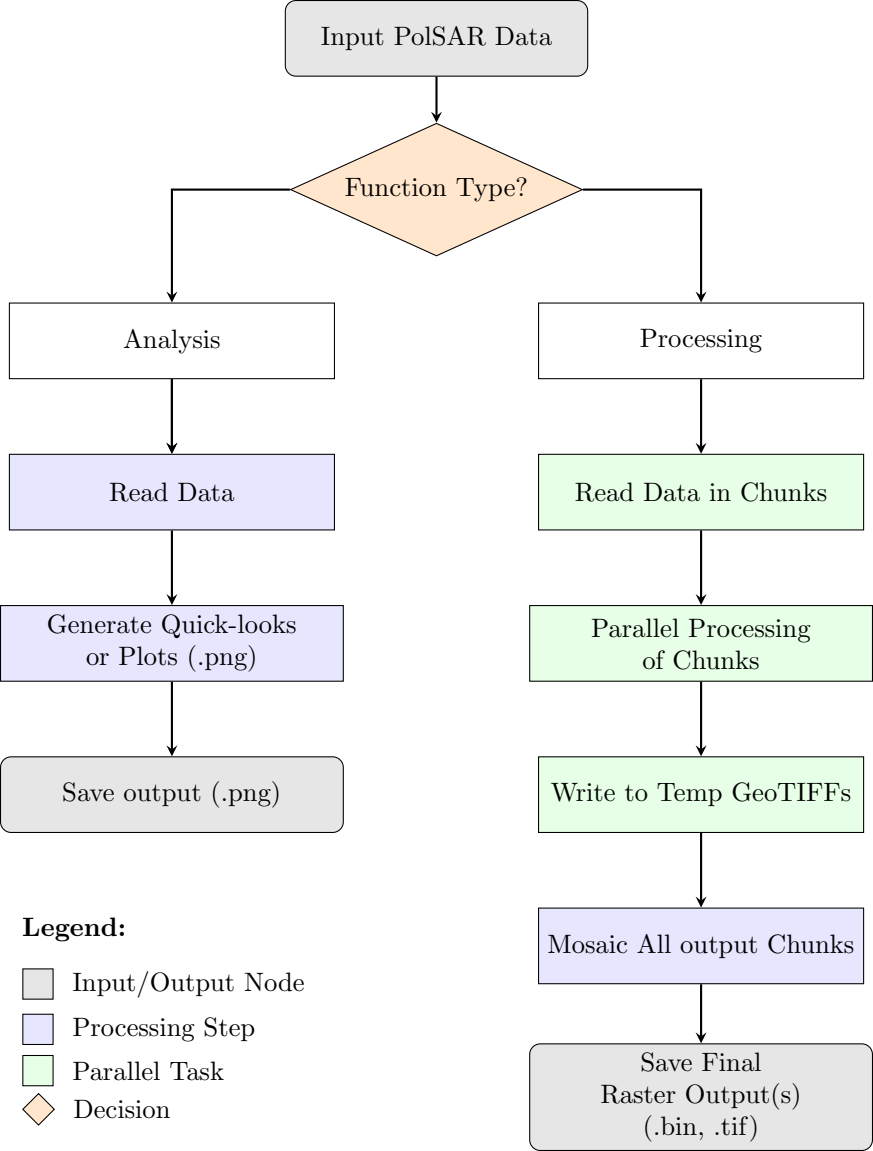 Input PolSAR Data
Function Type?
Analysis
Processing
Read Data
Read Data in Chunks
Generate Quick-looks
or Plots (.png)
Parallel Processing
of Chunks
Save output (.png)
Write to Temp GeoTIFFs
Mosaic All output Chunks
Save Final
Raster Output(s)
(.bin, .tif)
Legend:
Input/Output Node
Processing Step
Parallel Task
Decision